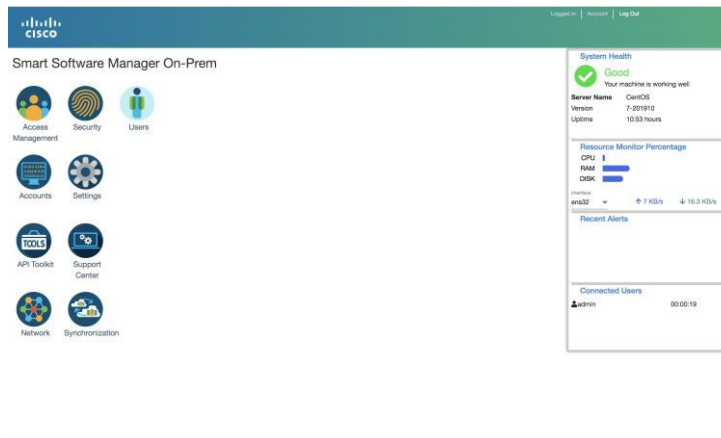 Logged in | Account | Log Out
CISCO
Smart Software Manager On-Prem
Access Management
Security
Users
Accounts
Settings
TOOLS
API Toolkit
Support Center
Network
Synchronization
System Health
Good
Your machine is working well
Server Name CentOS
Version 7-201910
Uptime 10:53 hours
Resource Monitor Percentage
CPU
RAM
DISK
Interface
ens32 7 KB/s 16.3 KB/s
Recent Alerts
Connected Users
admin 00:00:19